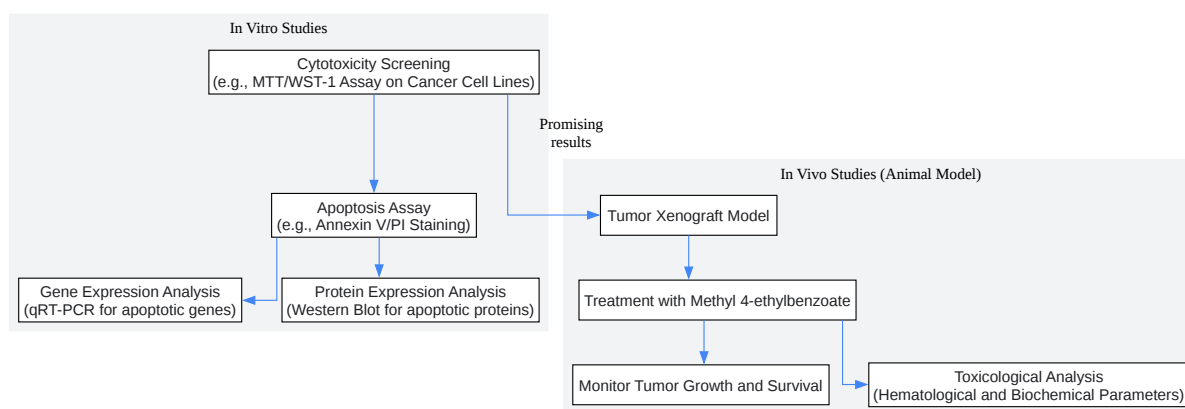 In Vitro Studies
Cytotoxicity Screening
(e.g., MTT/WST-1 Assay on Cancer Cell Lines)
Promising
results
In Vivo Studies (Animal Model)
Apoptosis Assay
(e.g., Annexin V/PI Staining)
Tumor Xenograft Model
Gene Expression Analysis
(qRT-PCR for apoptotic genes)
Protein Expression Analysis
(Western Blot for apoptotic proteins)
Treatment with Methyl 4-ethylbenzoate
Monitor Tumor Growth and Survival
Toxicological Analysis
(Hematological and Biochemical Parameters)